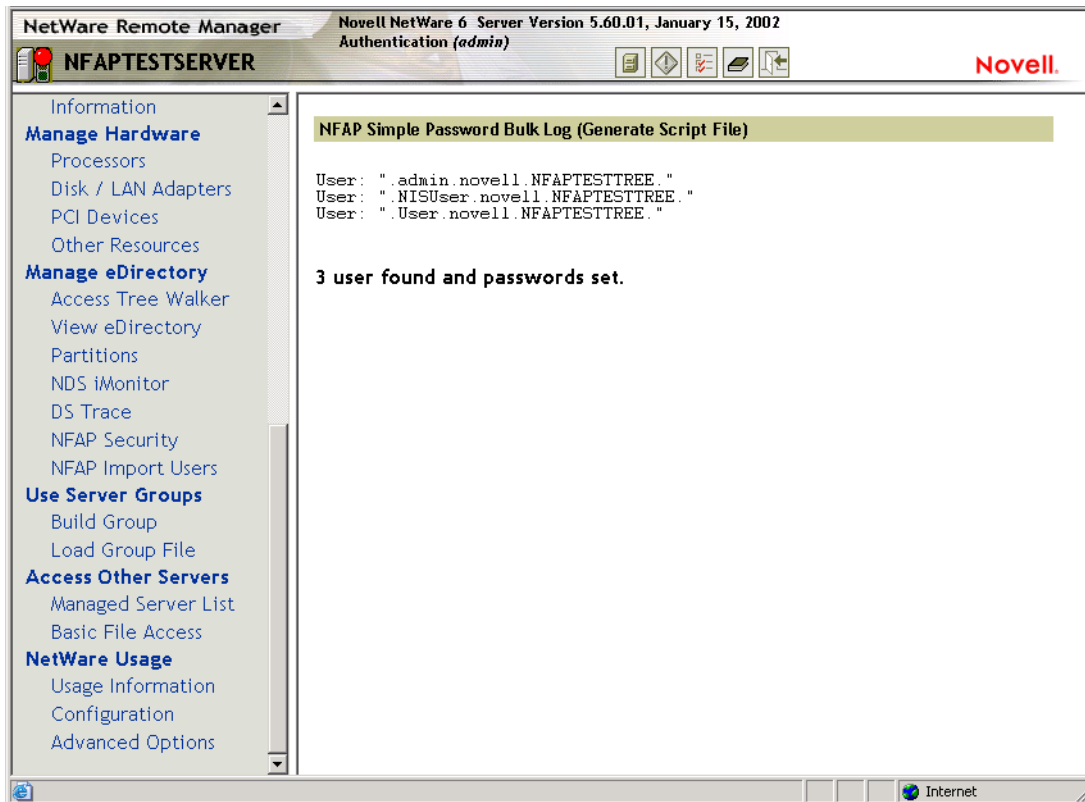 NetWare Remote Manager
NFAPTESTSERVER
Novell NetWare 6 Server Version 5.60.01, January 15, 2002
Authentication (admin)
Novell.
Information
Manage Hardware
Processors
Disk / LAN Adapters
PCI Devices
Other Resources
Manage eDirectory
Access Tree Walker
View eDirectory
Partitions
NDS iMonitor
DS Trace
NFAP Security
NFAP Import Users
Use Server Groups
Build Group
Load Group File
Access Other Servers
Managed Server List
Basic File Access
NetWare Usage
Usage Information
Configuration
Advanced Options
NFAP Simple Password Bulk Log (Generate Script File)
User: ".admin.novell.NFAPTESTTREE."
User: ".NISUser.novell.NFAPTESTTREE."
User: ".User.novell.NFAPTESTTREE."
3 user found and passwords set.
Internet